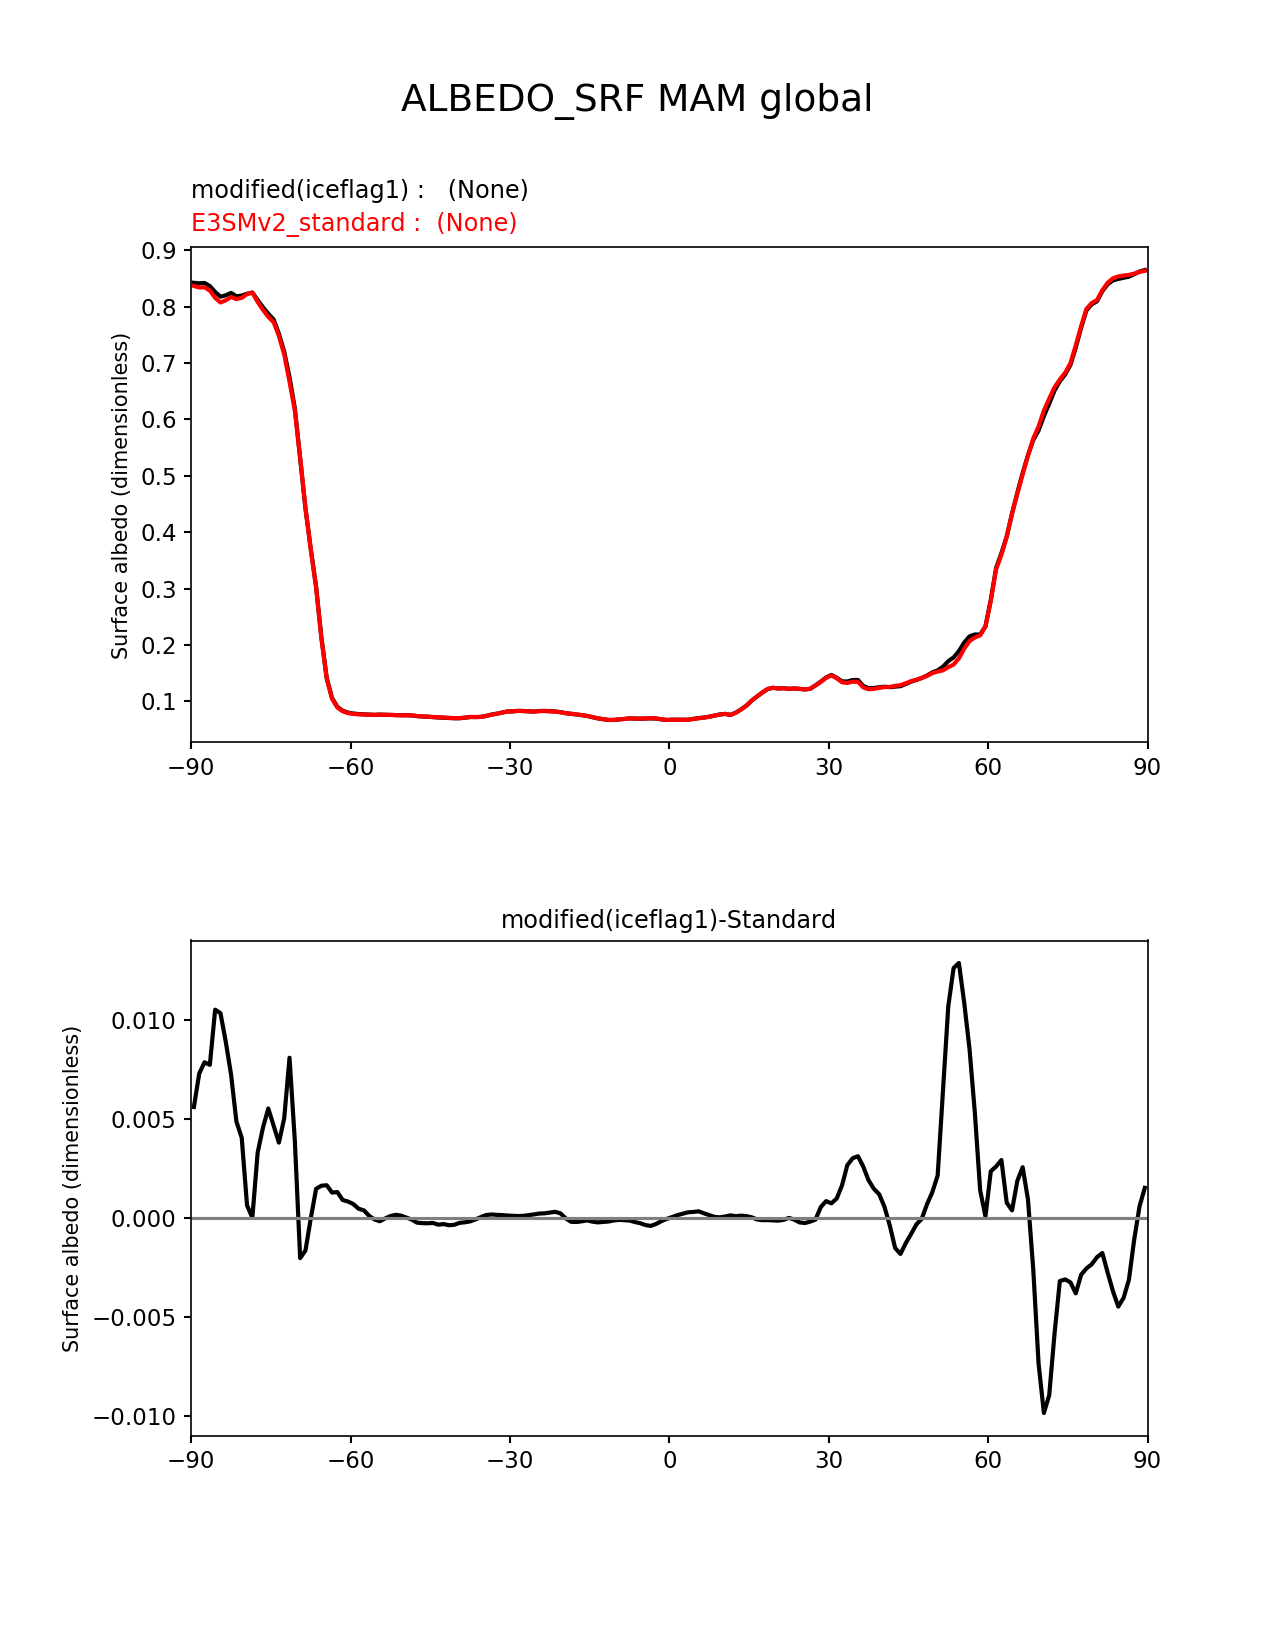 ALBEDO_SRF MAM global
modified(iceflag1) :   (None)
E3SMv2_standard :  (None)
0.9
0.8
0.7
0.6
0.5
0.4
0.3
0.2
0.1
Surface albedo (dimensionless)
−90 −60 −30 0 30 60 90
modified(iceflag1)-Standard
0.010
0.005
0.000
−0.005
−0.010
Surface albedo (dimensionless)
−90 −60 −30 0 30 60 90